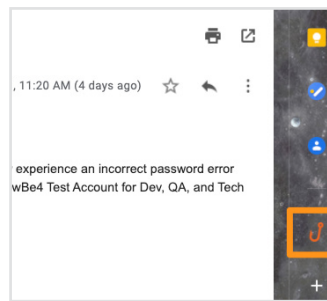 , 11:20 AM (4 days ago)
experience an incorrect password error
wBe4 Test Account for Dev, QA, and Tech